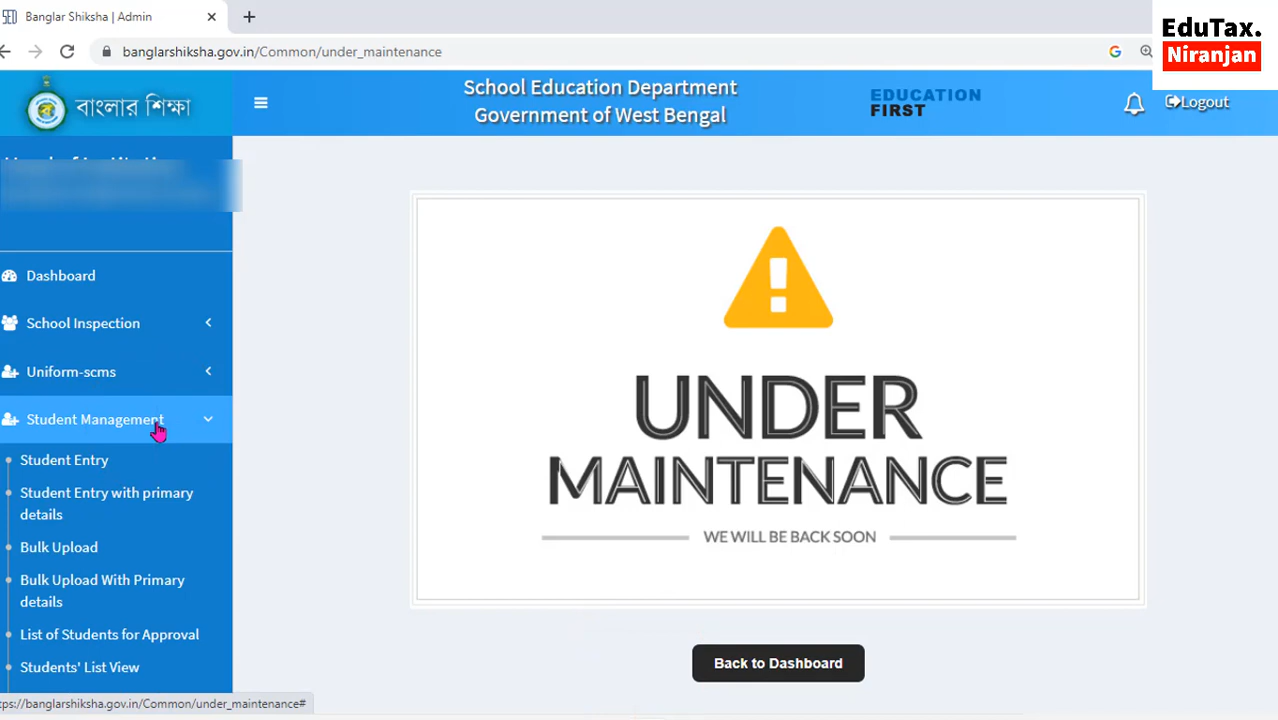 Banglar Shiksha | Admin
banglarshiksha.gov.in/Common/under_maintenance
EduTax.
Niranjan
বাংলার শিক্ষা
School Education Department
Government of West Bengal
EDUCATION
FIRST
Logout
Dashboard
School Inspection
Uniform-scms
Student Management
Student Entry
Student Entry with primary
details
Bulk Upload
Bulk Upload With Primary
details
List of Students for Approval
Students' List View
UNDER
MAINTENANCE
WE WILL BE BACK SOON
Back to Dashboard
tps://banglarshiksha.gov.in/Common/under_maintenance#